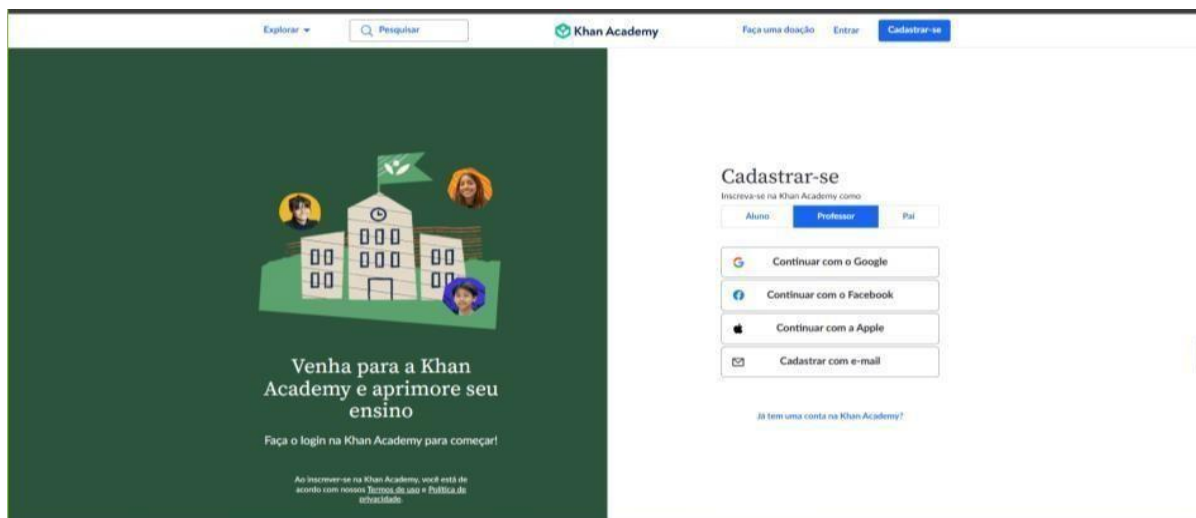 Explorar
Pesquisar
Khan Academy
Faça uma doação
Entrar
Cadastrar-se
Venha para a Khan
Academy e aprimore seu
ensino
Faça o login na Khan Academy para começar!
Ao inscrever-se na Khan Academy, você está de
acordo com nossos Termos de uso e Política de
privacidade.
Cadastrar-se
Inscreva-se na Khan Academy como
Aluno
Professor
Pai
Continuar com o Google
Continuar com o Facebook
Continuar com a Apple
Cadastrar com e-mail
Já tem uma conta na Khan Academy?